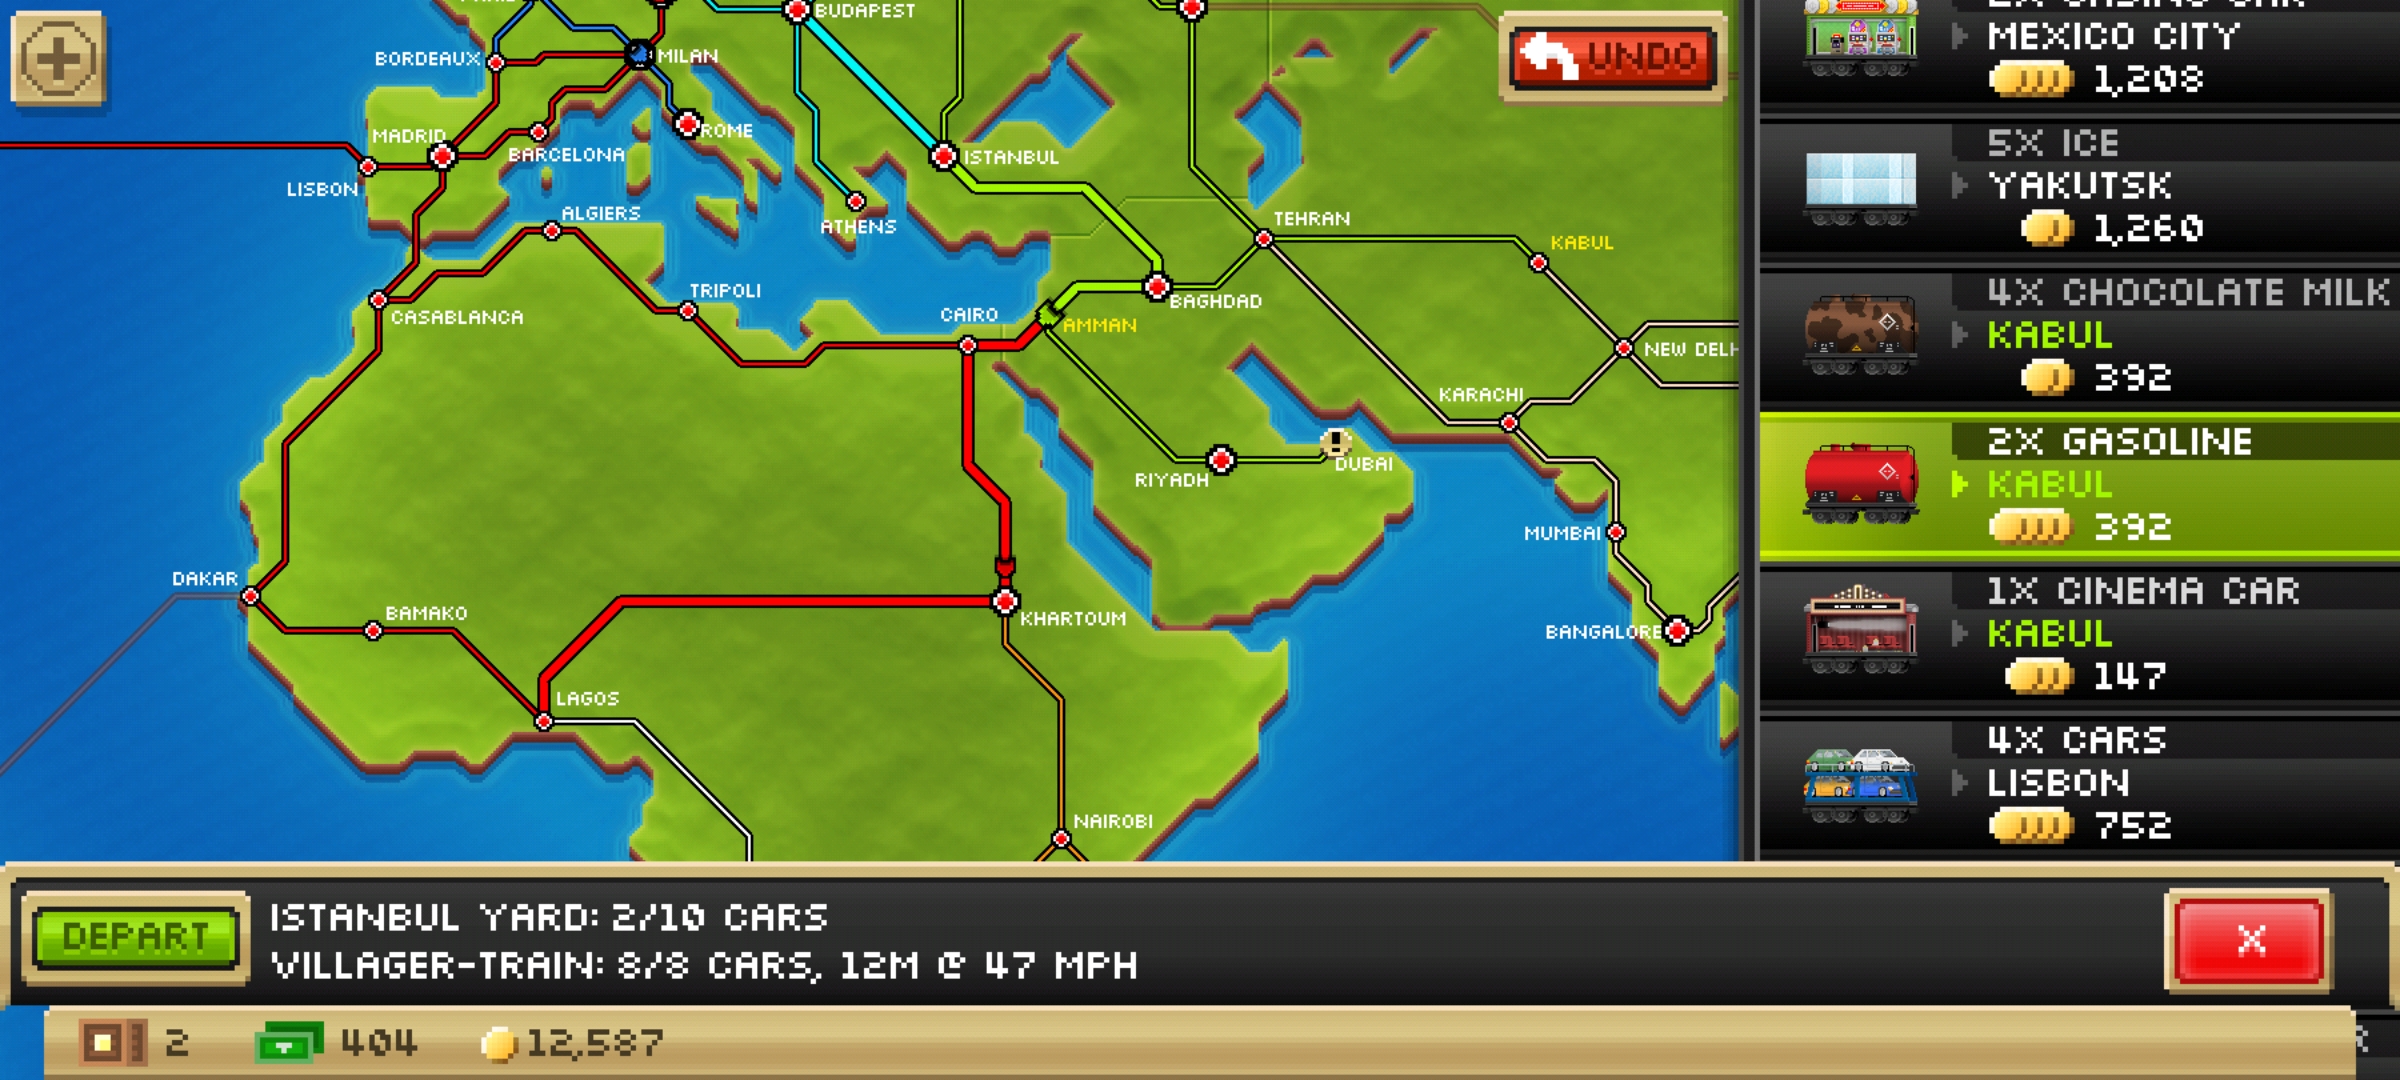 BUDAPEST
BORDEAUX
MILAN
UNDO
MADRID
BARCELONA
ROME
LISBON
ISTANBUL
ALGIERS
ATHENS
TEHRAN
KABUL
TRIPOLI
CAIRO
BAGHDAD
CASABLANCA
AMMAN
NEW DELH
KARACHI
RIYADH
DUBAI
MUMBAI
DAKAR
BAMAKO
KHARTOUM
BANGALORE
LAGOS
NAIROBI
2X CASINO CAR
MEXICO CITY
1,208
5X ICE
YAKUTSK
1,260
4X CHOCOLATE MILK
KABUL
392
2X GASOLINE
KABUL
392
1X CINEMA CAR
KABUL
147
4X CARS
LISBON
752
DEPART
ISTANBUL YARD: 2/10 CARS
VILLAGER-TRAIN: 8/8 CARS, 12M @ 47 MPH
X
2
404
12,587